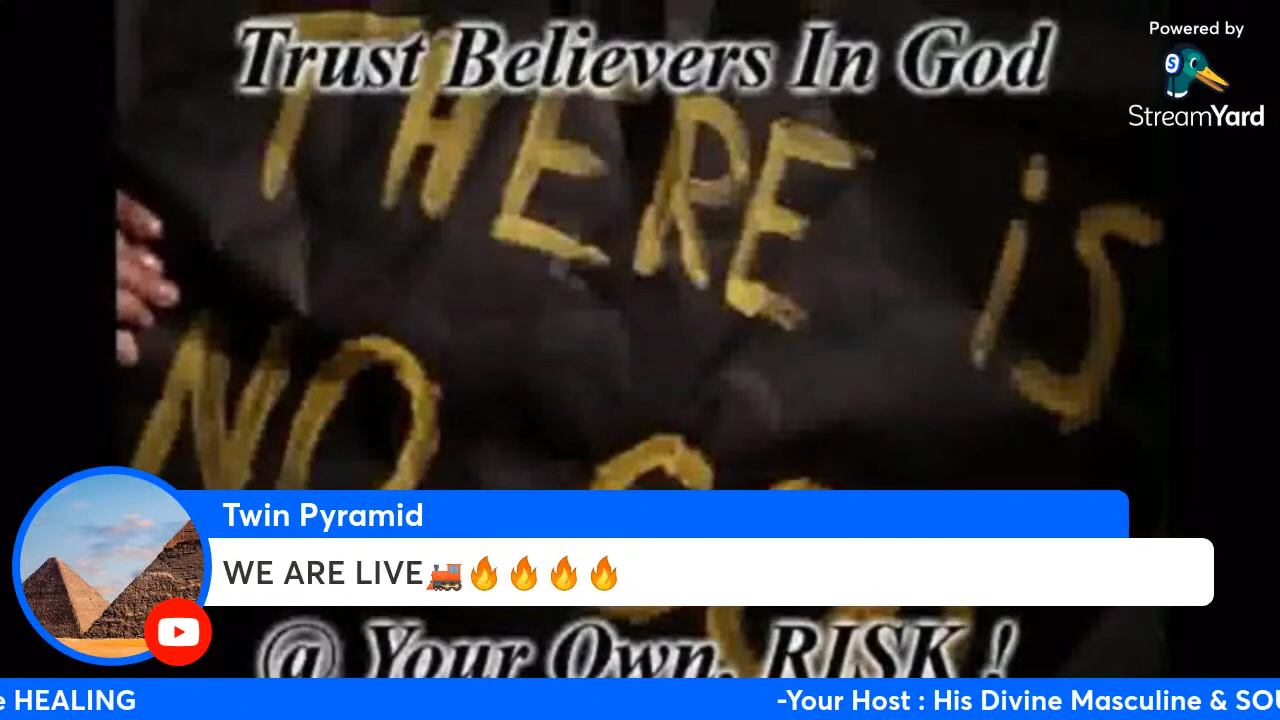 Trust Believers In God
Powered by
StreamYard
THERE iS
NO
Twin Pyramid
WE ARE LIVE🚂🔥🔥🔥🔥
@ Your Own, RISK !
HEALING
-Your Host : His Divine Masculine &